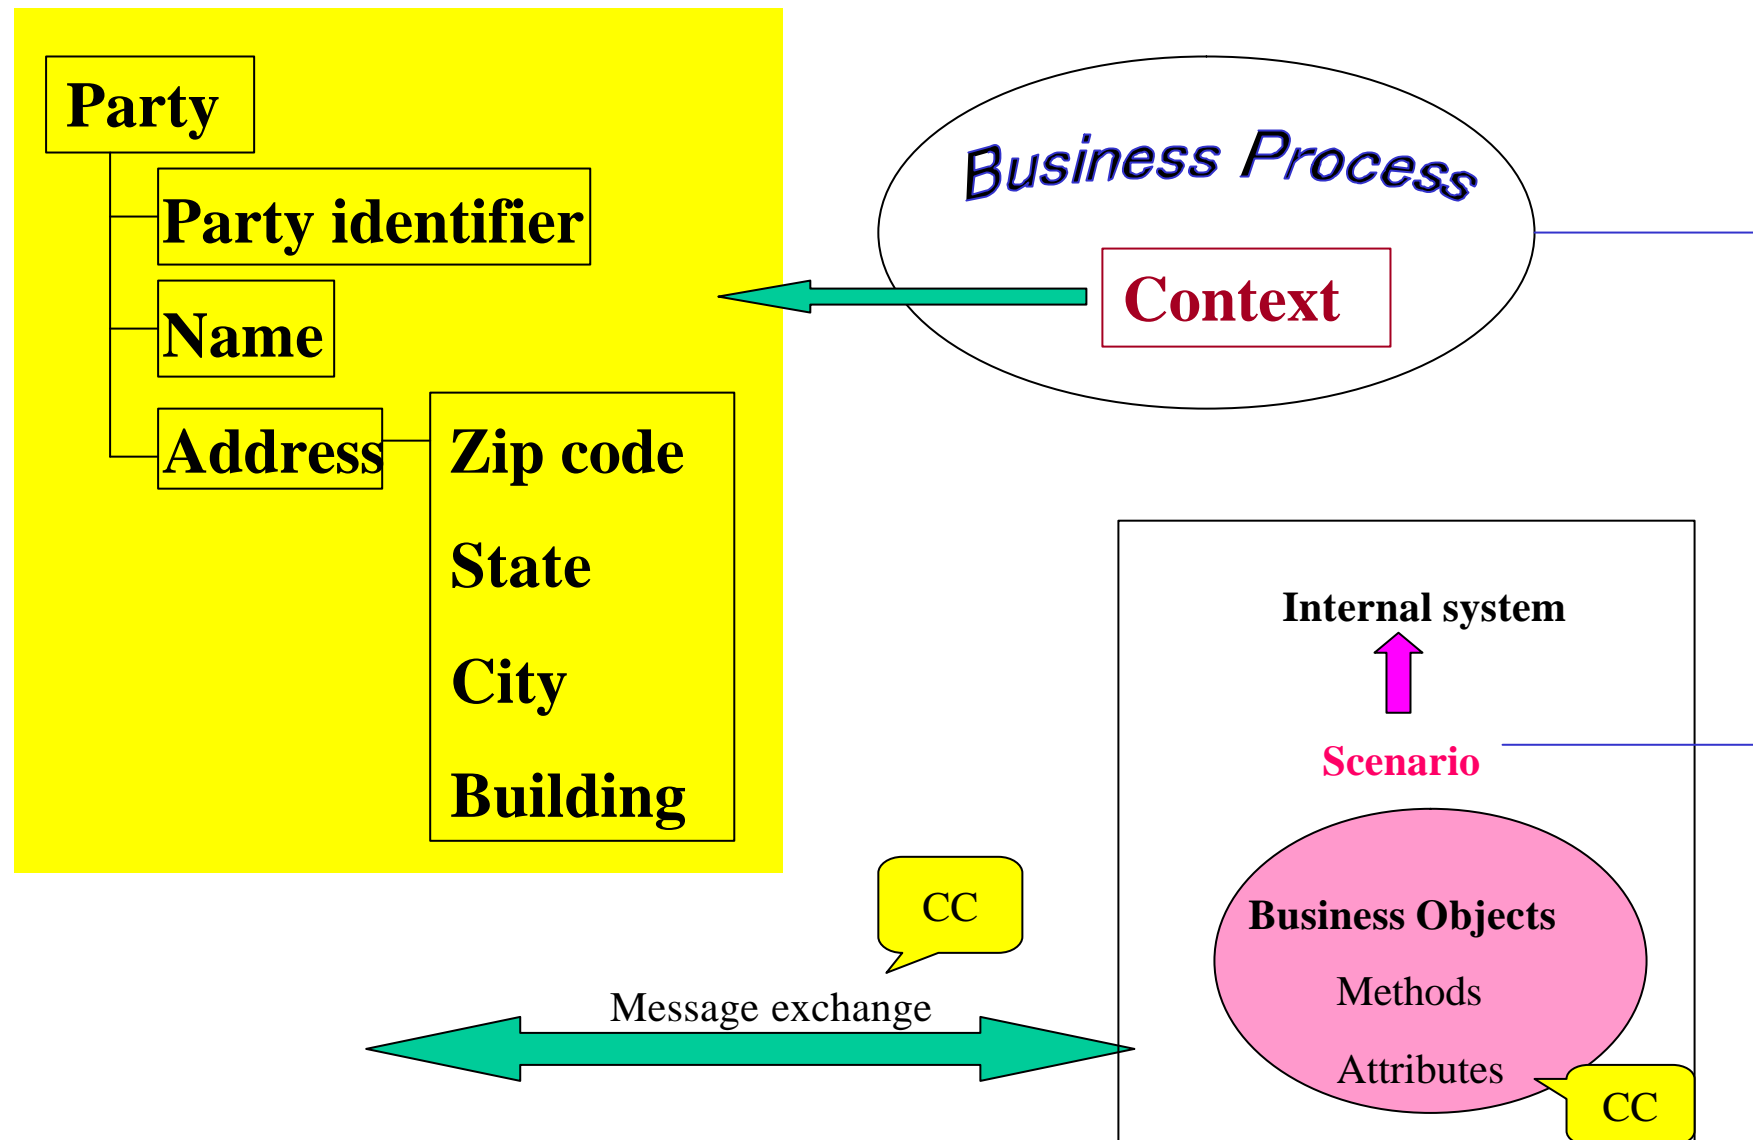 Party
Party identifier
Name
Address
Zip code
State
City
Building
Business Process
Context
Internal system
Scenario
Business Objects
Methods
Attributes
CC
CC
Message exchange